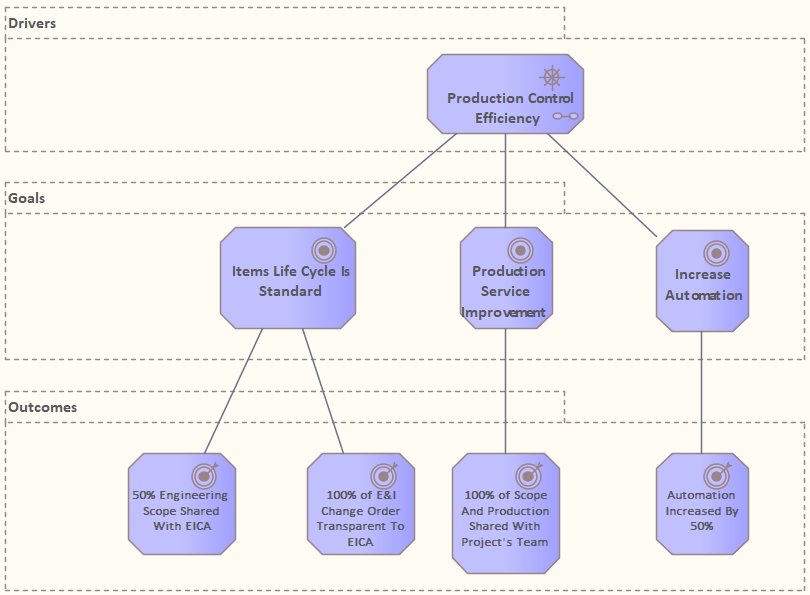 Drivers
Production Control
Efficiency
Goals
Items Life Cycle Is
Standard
Production
Service
Improvement
Increase
Automation
Outcomes
50% Engineering
Scope Shared
With EICA
100% of E&I
Change Order
Transparent To
EICA
100% of Scope
And Production
Shared With
Project's Team
Automation
Increased By
50%